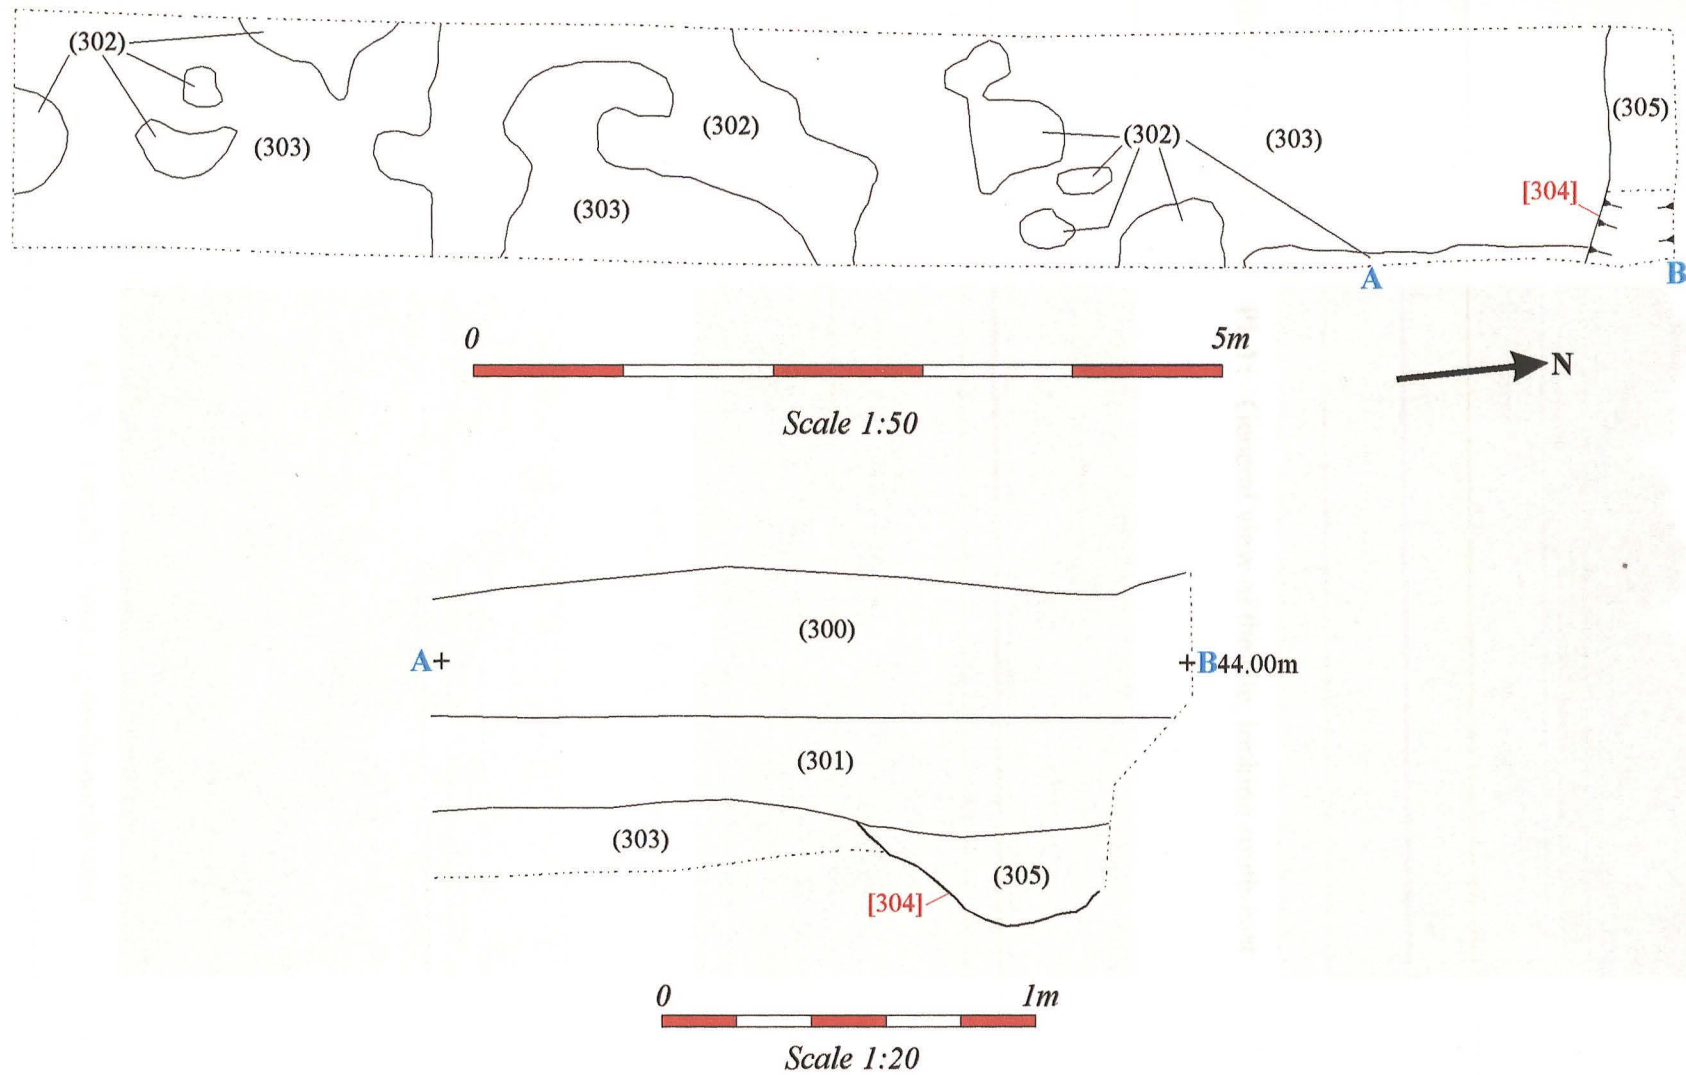 (302)
(303)
(303)
(302)
(302)
(303)
(305)
[304]
A
B
0 5m
Scale 1:50
N
(300)
A+ +B44.00m
(301)
(303)
(305)
[304]
0 1m
Scale 1:20